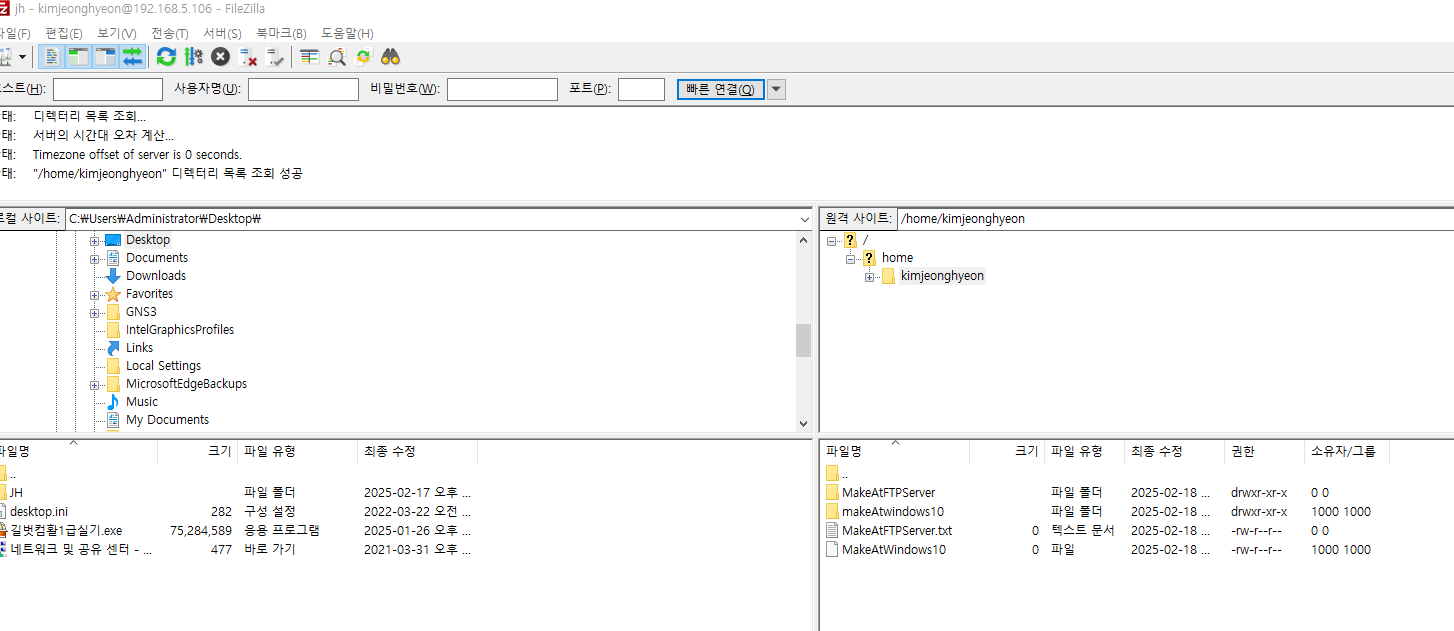 jh - kimjeonghyeon@192.168.5.106 - FileZilla
파일(F) 편집(E) 보기(V) 전송(T) 서버(S) 북마크(B) 도움말(H)
스트(H): 사용자명(U): 비밀번호(W): 포트(P): 빠른 연결(Q)
태: 디렉터리 목록 조회...
태: 서버의 시간대 오차 계산...
태: Timezone offset of server is 0 seconds.
태: "/home/kimjeonghyeon" 디렉터리 목록 조회 성공
로컬 사이트: C:₩Users₩Administrator₩Desktop₩
Desktop
Documents
Downloads
Favorites
GNS3
IntelGraphicsProfiles
Links
Local Settings
MicrosoftEdgeBackups
Music
My Documents
원격 사이트: /home/kimjeonghyeon
/
home
kimjeonghyeon
파일명 크기 파일 유형 최종 수정
..
JH 파일 폴더 2025-02-17 오후 ...
desktop.ini 282 구성 설정 2022-03-22 오전 ...
길벗컴활1급실기.exe 75,284,589 응용 프로그램 2025-01-26 오후 ...
네트워크 및 공유 센터 - ... 477 바로 가기 2021-03-31 오후 ...
파일명 크기 파일 유형 최종 수정 권한 소유자/그룹
..
MakeAtFTPServer 파일 폴더 2025-02-18 ... drwxr-xr-x 0 0
makeAtwindows10 파일 폴더 2025-02-18 ... drwxr-xr-x 1000 1000
MakeAtFTPServer.txt 0 텍스트 문서 2025-02-18 ... -rw-r--r-- 0 0
MakeAtWindows10 0 파일 2025-02-18 ... -rw-r--r-- 1000 1000